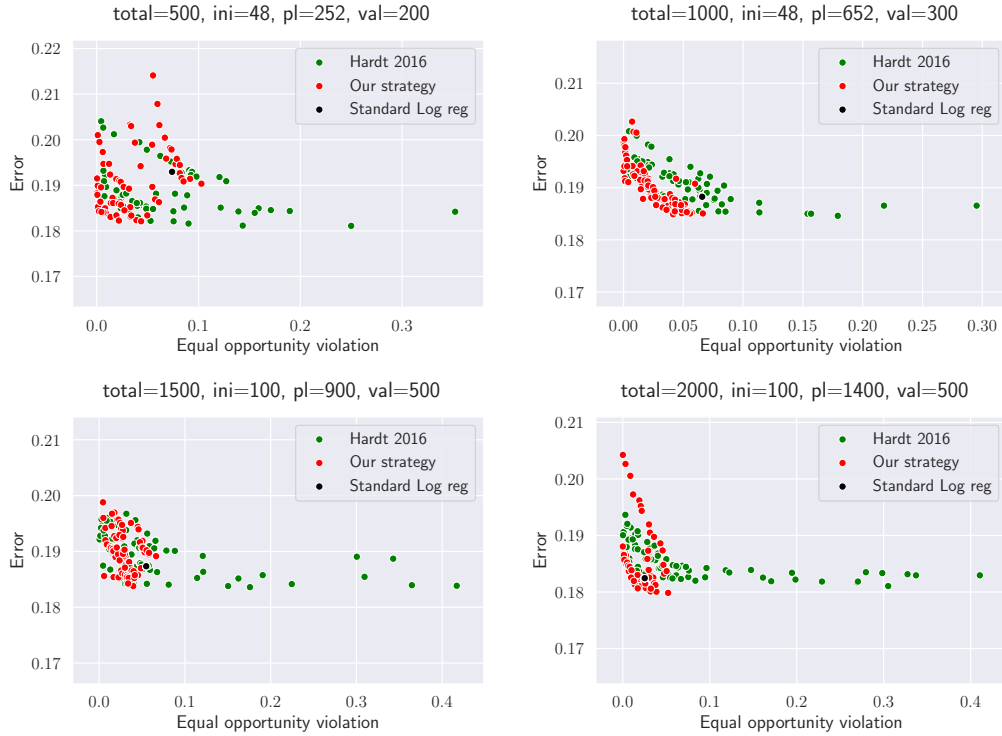 total=500, ini=48, pl=252, val=200
0.22
0.21
0.20
0.19
0.18
0.17
Error
Hardt 2016
Our strategy
Standard Log reg
0.0 0.1 0.2 0.3
Equal opportunity violation
total=1000, ini=48, pl=652, val=300
0.21
0.20
0.19
0.18
0.17
Error
Hardt 2016
Our strategy
Standard Log reg
0.00 0.05 0.10 0.15 0.20 0.25 0.30
Equal opportunity violation
total=1500, ini=100, pl=900, val=500
0.21
0.20
0.19
0.18
0.17
Error
Hardt 2016
Our strategy
Standard Log reg
0.0 0.1 0.2 0.3 0.4
Equal opportunity violation
total=2000, ini=100, pl=1400, val=500
0.21
0.20
0.19
0.18
0.17
Error
Hardt 2016
Our strategy
Standard Log reg
0.0 0.1 0.2 0.3 0.4
Equal opportunity violation